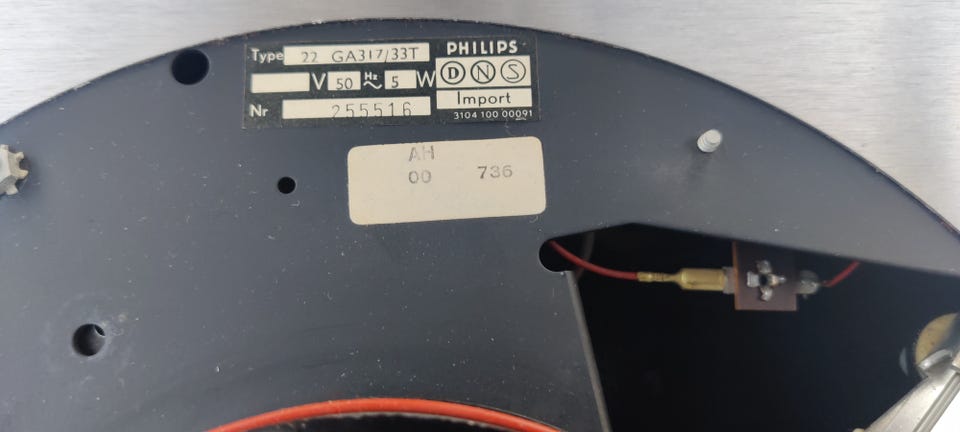 Type 22 GA317/33T PHILIPS
V 50 Hz ~ 5 W D N S
Import
Nr 255516
3104 100 00091
AH
00 736